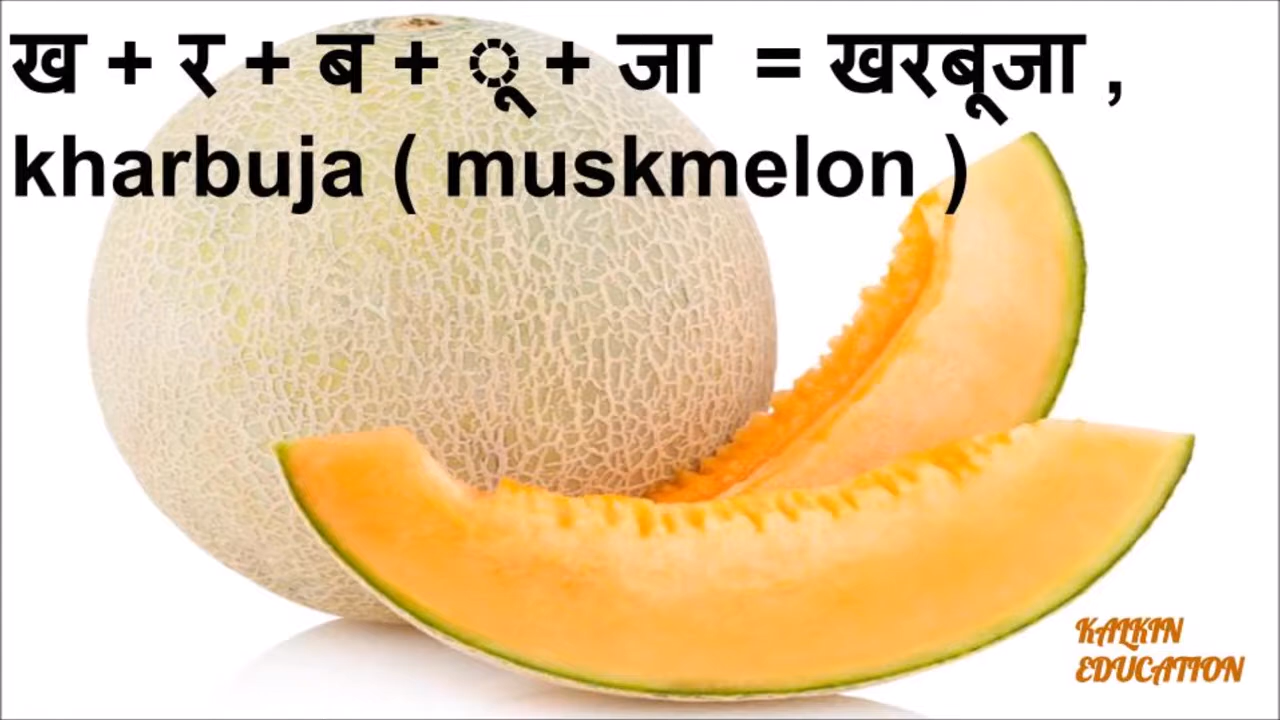 ख + र + ब + ू + जा = खरबूजा ,
kharbuja ( muskmelon )
KALKIN
EDUCATION